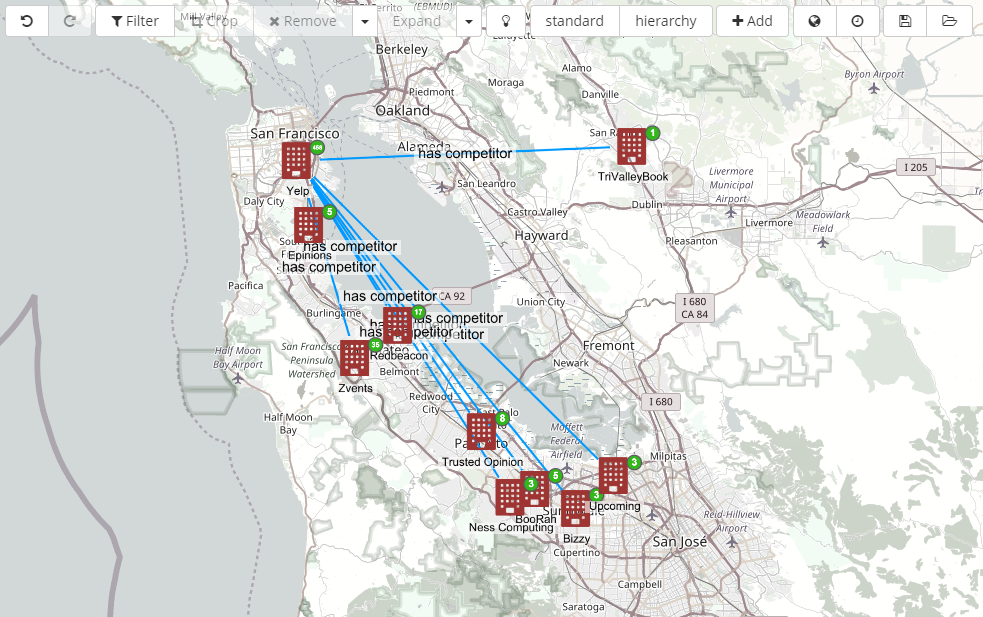 Filter
Crop
Remove
Expand
standard
hierarchy
Add
Mill Valley
(EBMUD)
Berkeley
Alamo
Byron Airport
Moraga
Danville
Piedmont
Oakland
San Francisco
468
1
Alameda
has competitor
I 205
TriValleyBook
San Leandro
Livermore
Municipal
Airport
Yelp
Daly City
5
Castro Valley
Dublin
Livermore
Meadowlark
Field
Hayward
Pleasanton
Epinions
has competitor
has competitor
Pacifica
has competitor
CA 92
Union City
I 680
CA 84
Burlingame
17
has competitor
has competitor
San Francisco
Peninsula
Watershed
35
Redbeacon
Fremont
Half Moon
Bay Airport
Belmont
Newark
Zvents
Redwood
City
I 680
Half Moon
Bay
8
Moffett
Federal
Airfield
Trusted Opinion
3
Milpitas
5
3
3
Upcoming
Ness Computing
BooRah
Bizzy
Reid-Hillview
Airport
San José
Cupertino
Campbell
Saratoga